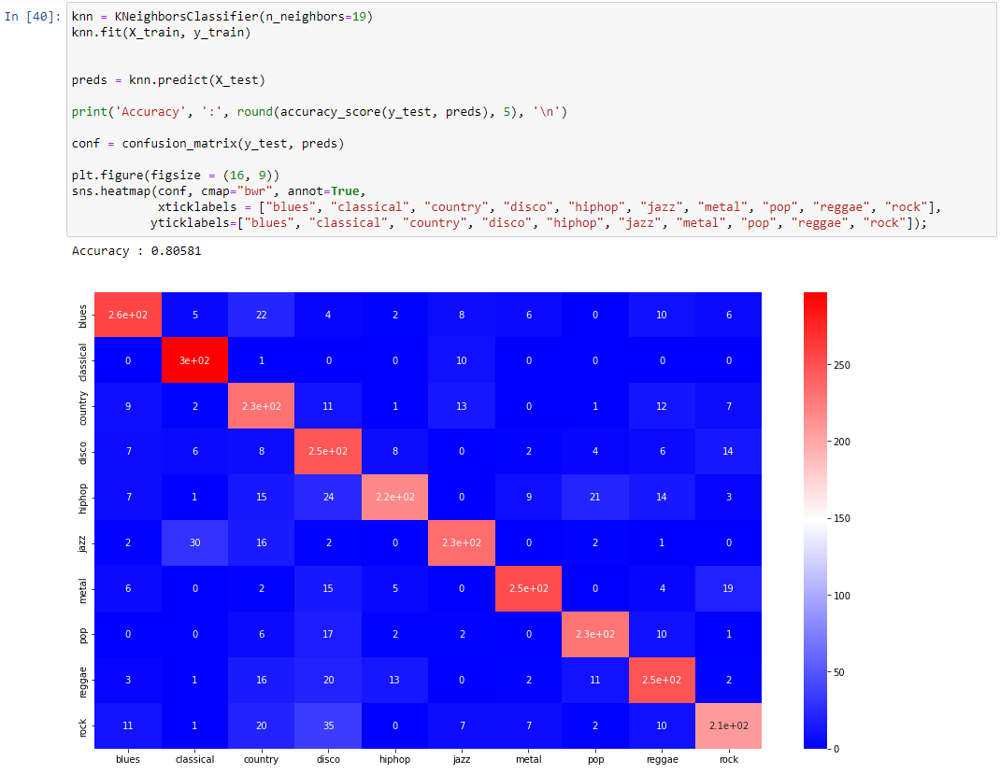 In [40]: knn = KNeighborsClassifier(n_neighbors=19)
knn.fit(X_train, y_train)
preds = knn.predict(X_test)
print('Accuracy', ':', round(accuracy_score(y_test, preds), 5), '\n')
conf = confusion_matrix(y_test, preds)
plt.figure(figsize = (16, 9))
sns.heatmap(conf, cmap="bwr", annot=True,
xticklabels = ["blues", "classical", "country", "disco", "hiphop", "jazz", "metal", "pop", "reggae", "rock"],
yticklabels=["blues", "classical", "country", "disco", "hiphop", "jazz", "metal", "pop", "reggae", "rock"]);
Accuracy : 0.80581
blues 2.6e+02 5 22 4 2 8 6 0 10 6
classical 0 3e+02 1 0 0 10 0 0 0 0
country 9 2 2.3e+02 11 1 13 0 1 12 7
disco 7 6 8 2.5e+02 8 0 2 4 6 14
hiphop 7 1 15 24 2.2e+02 0 9 21 14 3
jazz 2 30 16 2 0 2.3e+02 0 2 1 0
metal 6 0 2 15 5 0 2.5e+02 0 4 19
pop 0 0 6 17 2 2 0 2.3e+02 10 1
reggae 3 1 16 20 13 0 2 11 2.5e+02 2
rock 11 1 20 35 0 7 7 2 10 2.1e+02
blues classical country disco hiphop jazz metal pop reggae rock
250
200
150
100
50
0